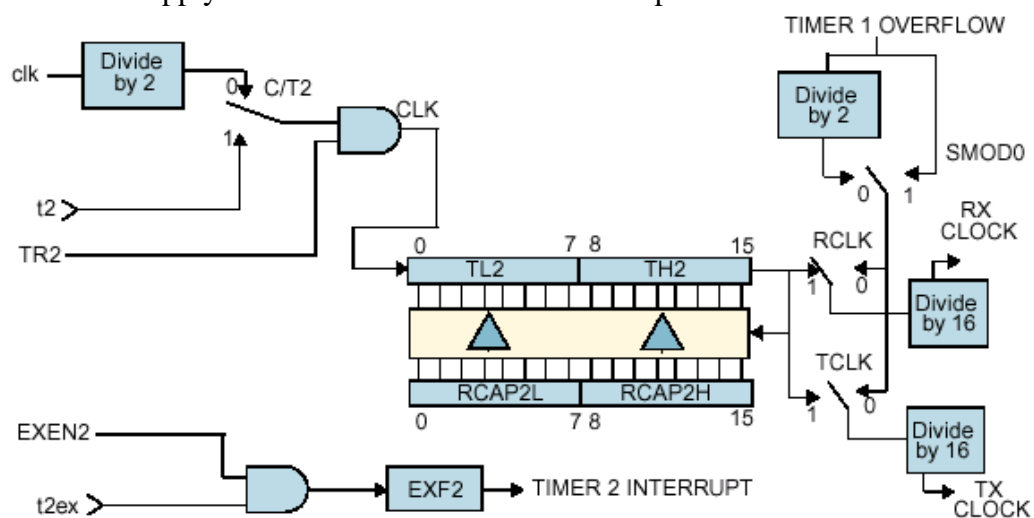 TIMER 1 OVERFLOW
clk
Divide
by 2
0
C/T2
CLK
1
t2
TR2
Divide
by 2
SMOD0
0
1
RX
CLOCK
0
7 8
15
TL2
TH2
RCLK
1
0
Divide
by 16
TCLK
1
0
RCAP2L
RCAP2H
0
7 8
15
Divide
by 16
TX
CLOCK
EXEN2
t2ex
EXF2
TIMER 2 INTERRUPT